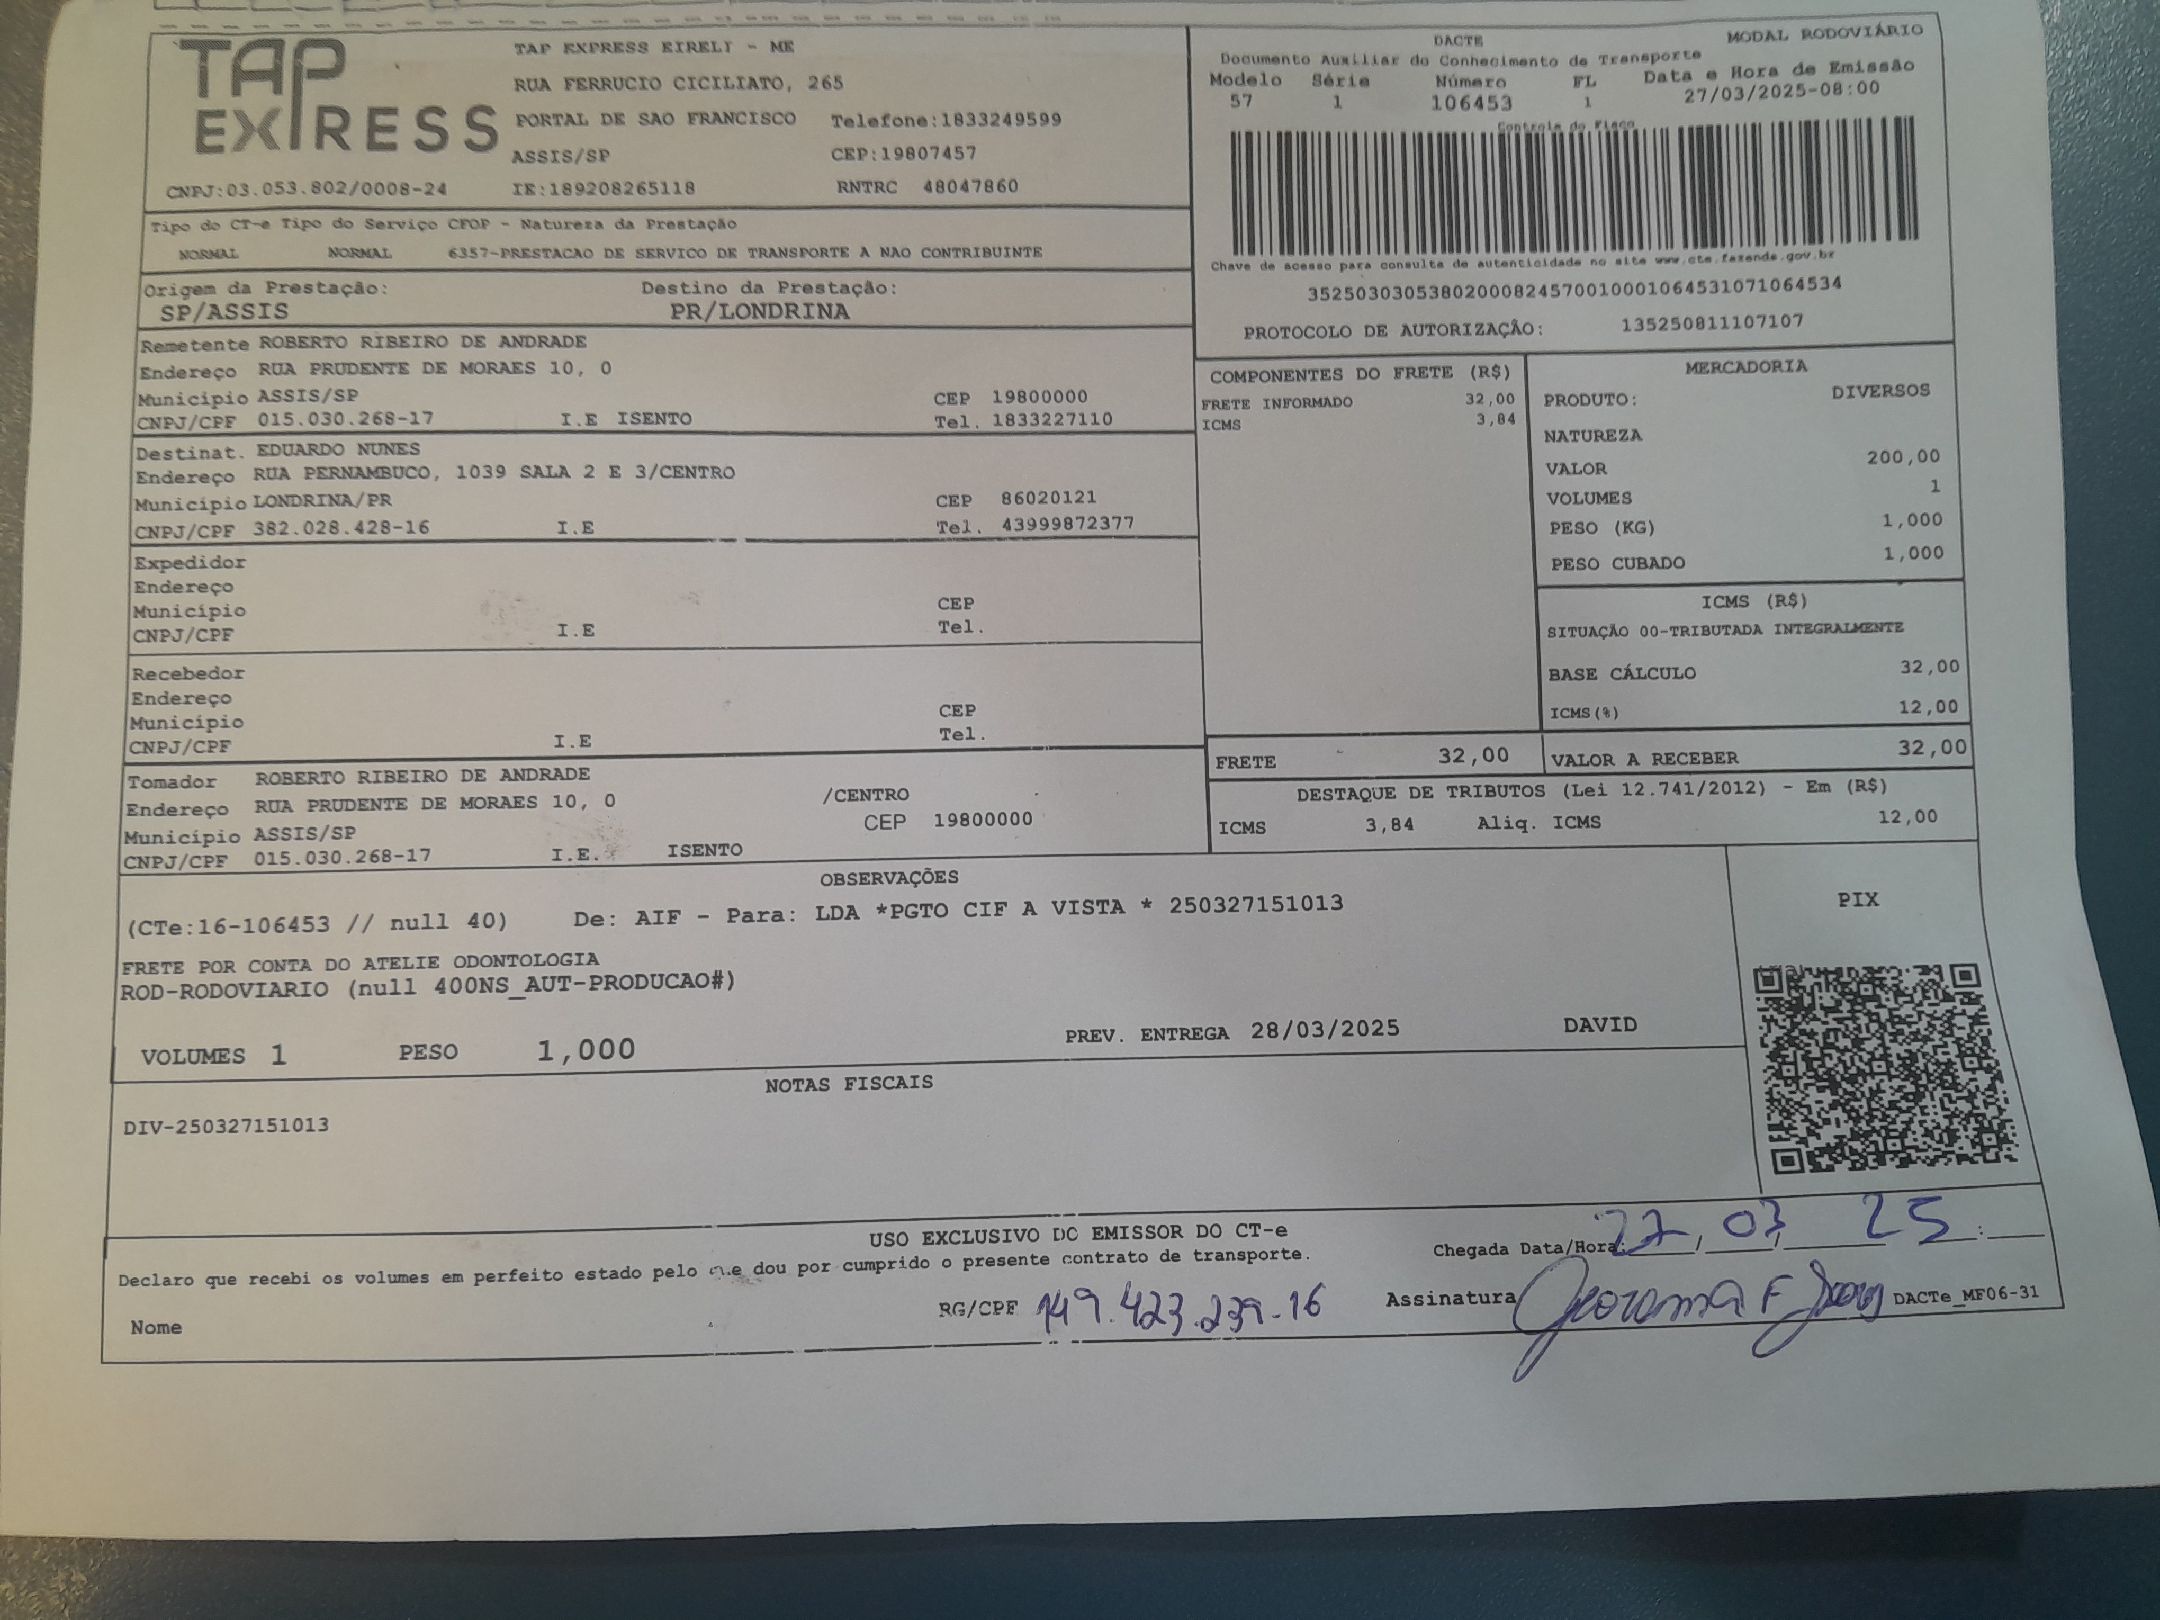 TAP EXPRESS
TAP EXPRESS EIRELI - ME
RUA FERRUCIO CICILIATO, 265
PORTAL DE SAO FRANCISCO Telefone:1833249599
ASSIS/SP CEP:19807457
CNPJ:03.053.802/0008-24 IE:189208265118 RNTRC 48047860
DACTE MODAL RODOVIÁRIO
Documento Auxiliar do Conhecimento de Transporte
Modelo Série Número FL Data e Hora de Emissão
57 1 106453 1 27/03/2025-08:00
Controle do Fisco
Chave de acesso para consulta de autenticidade no site www.cte.fazenda.gov.br
35250303053802000824570010001064531071064534
PROTOCOLO DE AUTORIZAÇÃO: 135250811107107
Tipo do CT-e Tipo do Serviço CFOP - Natureza da Prestação
NORMAL NORMAL 6357-PRESTACAO DE SERVICO DE TRANSPORTE A NAO CONTRIBUINTE
Origem da Prestação: Destino da Prestação:
SP/ASSIS PR/LONDRINA
Remetente ROBERTO RIBEIRO DE ANDRADE
Endereço RUA PRUDENTE DE MORAES 10, 0
Município ASSIS/SP CEP 19800000
CNPJ/CPF 015.030.268-17 I.E ISENTO Tel. 1833227110
Destinat. EDUARDO NUNES
Endereço RUA PERNAMBUCO, 1039 SALA 2 E 3/CENTRO
Município LONDRINA/PR CEP 86020121
CNPJ/CPF 382.028.428-16 I.E Tel. 43999872377
Expedidor
Endereço
Município CEP
CNPJ/CPF I.E Tel.
Recebedor
Endereço
Município CEP
CNPJ/CPF I.E Tel.
Tomador ROBERTO RIBEIRO DE ANDRADE
Endereço RUA PRUDENTE DE MORAES 10, 0 /CENTRO
Município ASSIS/SP CEP 19800000
CNPJ/CPF 015.030.268-17 I.E. ISENTO
COMPONENTES DO FRETE (R$)
FRETE INFORMADO 32,00
ICMS 3,84
MERCADORIA
PRODUTO: DIVERSOS
NATUREZA
VALOR 200,00
VOLUMES 1
PESO (KG) 1,000
PESO CUBADO 1,000
ICMS (R$)
SITUAÇÃO 00-TRIBUTADA INTEGRALMENTE
BASE CÁLCULO 32,00
ICMS(%) 12,00
FRETE 32,00 VALOR A RECEBER 32,00
DESTAQUE DE TRIBUTOS (Lei 12.741/2012) - Em (R$)
ICMS 3,84 Aliq. ICMS 12,00
OBSERVAÇÕES
(CTe:16-106453 // null 40) De: AIF - Para: LDA *PGTO CIF A VISTA * 250327151013
FRETE POR CONTA DO ATELIE ODONTOLOGIA
ROD-RODOVIARIO (null 400NS_AUT-PRODUCAO#)
VOLUMES 1 PESO 1,000 PREV. ENTREGA 28/03/2025 DAVID
PIX
NOTAS FISCAIS
DIV-250327151013
USO EXCLUSIVO DO EMISSOR DO CT-e
Declaro que recebi os volumes em perfeito estado pelo que dou por cumprido o presente contrato de transporte.
Chegada Data/Hora: 27, 03, 25 :
Nome RG/CPF 149.423.239-16 Assinatura DACTe_MF06-31